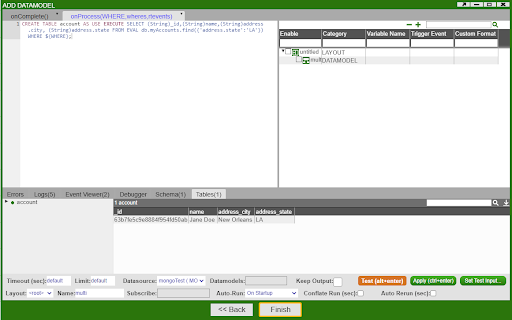 ADD DATAMODEL
onComplete() * onProcess(WHERE,wheres,rtevents) *
1 CREATE TABLE account AS USE EXECUTE SELECT (String)_id,(String)name,(String)address
.city, (String)address.state FROM EVAL db.myAccounts.find({'address.state':'LA'})
WHERE ${WHERE};
Enable Category Variable Name Trigger Event Custom Format
untitled LAYOUT
multi DATAMODEL
Errors Logs(5) Event Viewer(2) Debugger Schema(1) Tables(1)
account
1 account
_id name address_city address_state
63b7fe5c9e8884f954fd50ab Jane Doe New Orleans LA
Timeout (sec): default Limit: default Datasource: mongoTest ( MO Datamodels: Keep Output: Test (alt+enter) Apply (ctrl+enter) Set Test Input...
Layout: <root> Name: multi Subscribe: Auto-Run: On Startup Conflate Run (sec): Auto Rerun (sec):
<< Back Finish